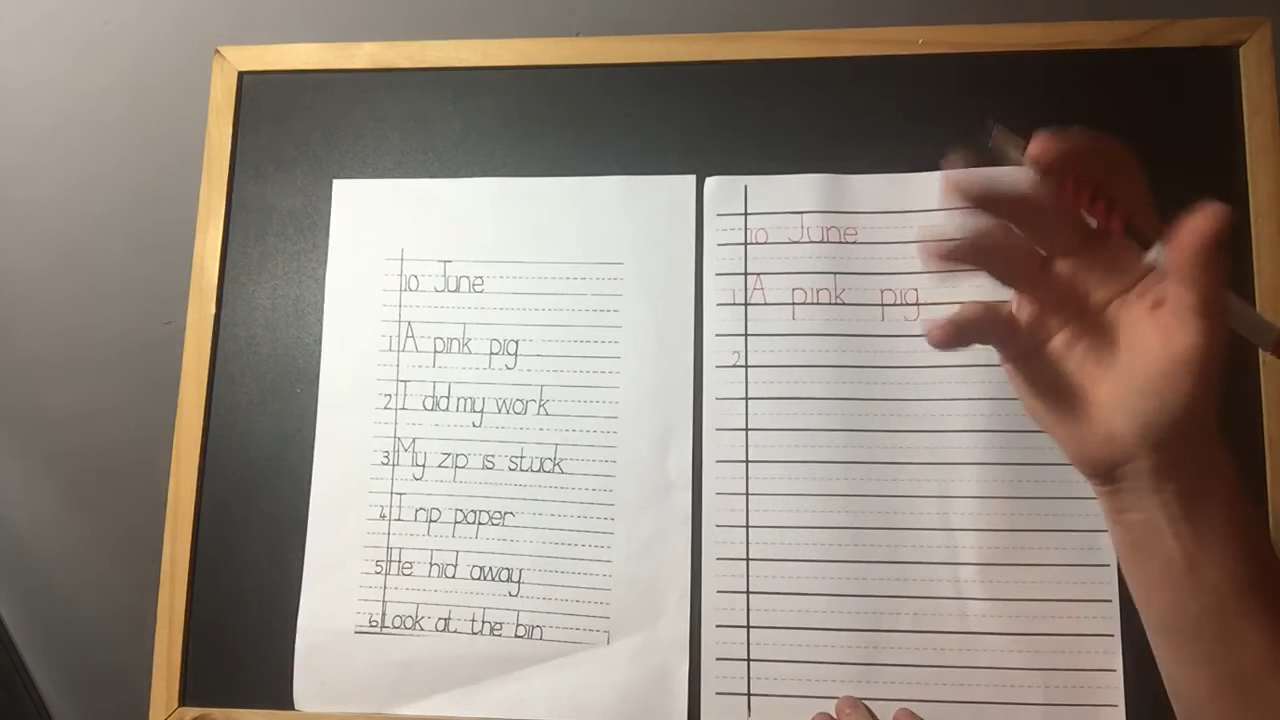 10 June
1 A pink pig
2 I did my work
3 My zip is stuck
4 I rip paper
5 He hid away
6 Look at the bin
10 June
1 A pink pig
2